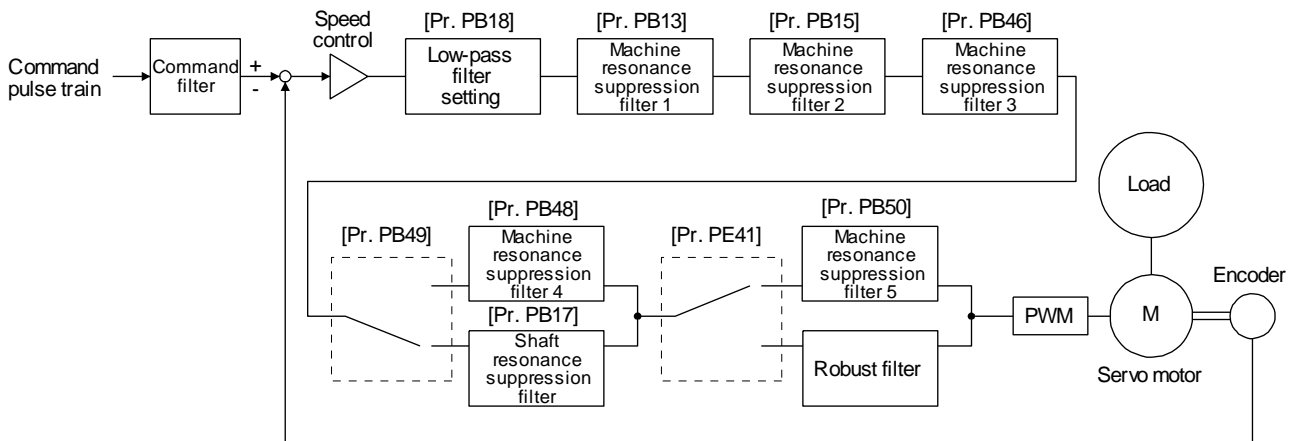 Command
pulse train
Command
filter
+
-
Speed
control
[Pr. PB18]
Low-pass
filter
setting
[Pr. PB13]
Machine
resonance
suppression
filter 1
[Pr. PB15]
Machine
resonance
suppression
filter 2
[Pr. PB46]
Machine
resonance
suppression
filter 3
Load
[Pr. PB49]
[Pr. PB48]
Machine
resonance
suppression
filter 4
[Pr. PB17]
Shaft
resonance
suppression
filter
[Pr. PE41]
[Pr. PB50]
Machine
resonance
suppression
filter 5
Robust filter
PWM
M
Servo motor
Encoder